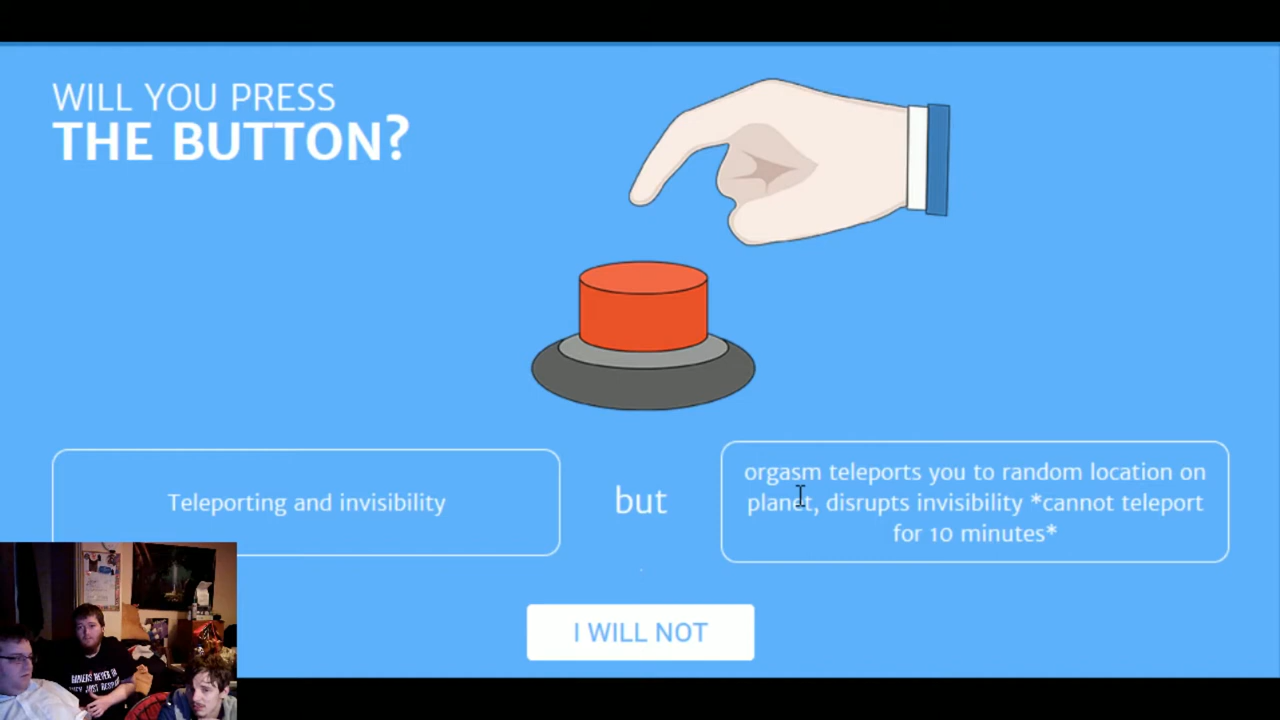 WILL YOU PRESS
THE BUTTON?
Teleporting and invisibility
but
orgasm teleports you to random location on
planet, disrupts invisibility *cannot teleport
for 10 minutes*
I WILL NOT